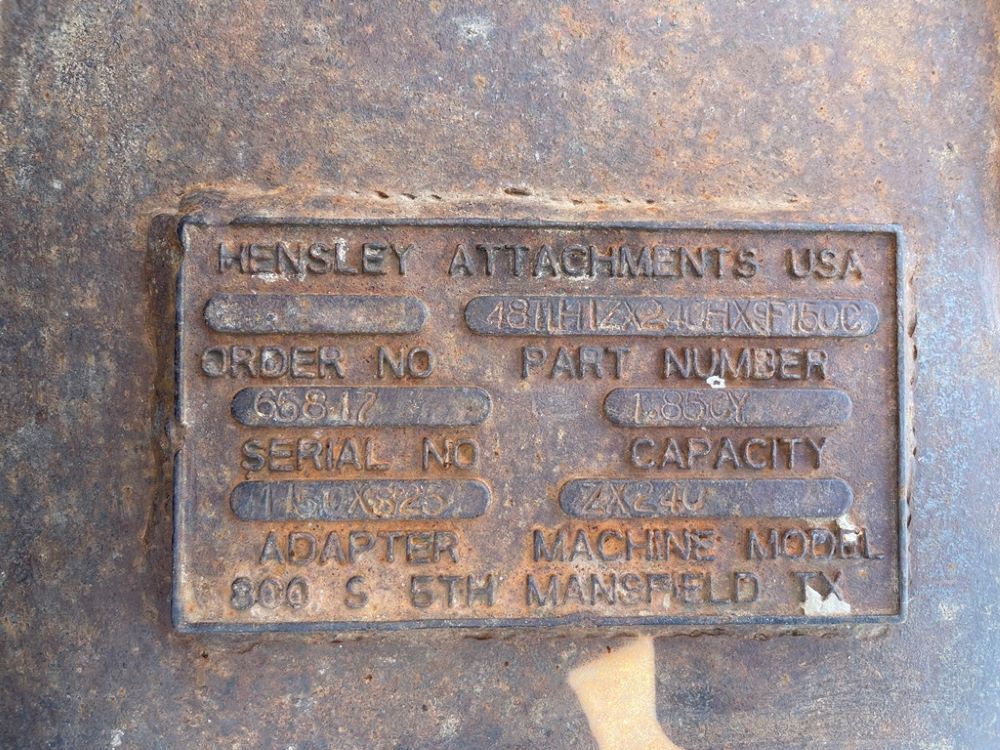 HENSLEY ATTACHMENTS USA
ORDER NO PART NUMBER
66817 1.85CY
SERIAL NO CAPACITY
ZX240
ADAPTER MACHINE MODEL
800 S 5TH MANSFIELD TX